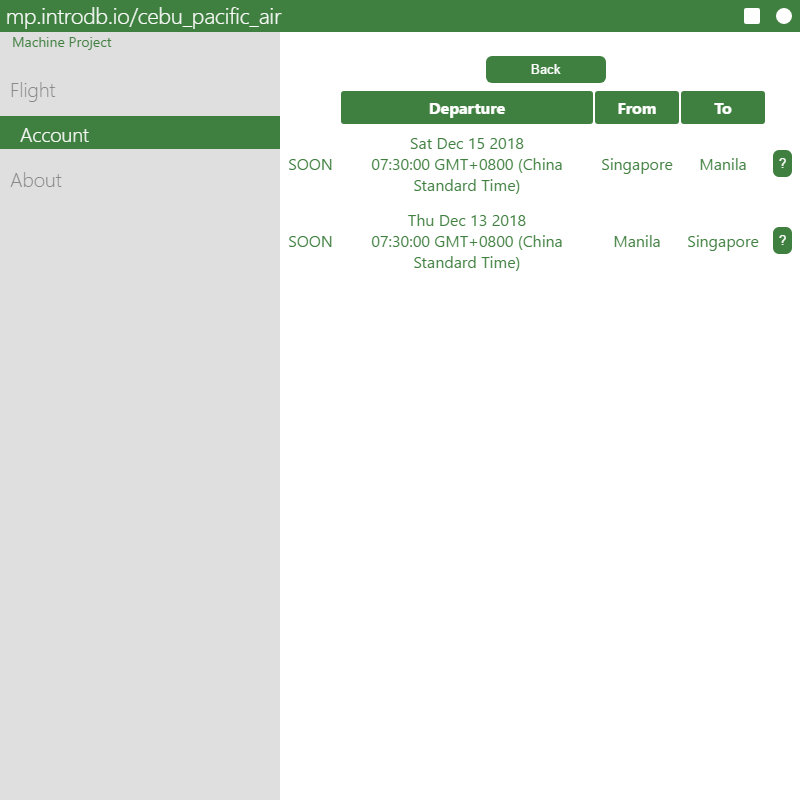 mp.introdb.io/cebu_pacific_air
Machine Project
Flight
Account
About
Back
Departure From To
SOON Sat Dec 15 2018 07:30:00 GMT+0800 (China Standard Time) Singapore Manila ?
SOON Thu Dec 13 2018 07:30:00 GMT+0800 (China Standard Time) Manila Singapore ?